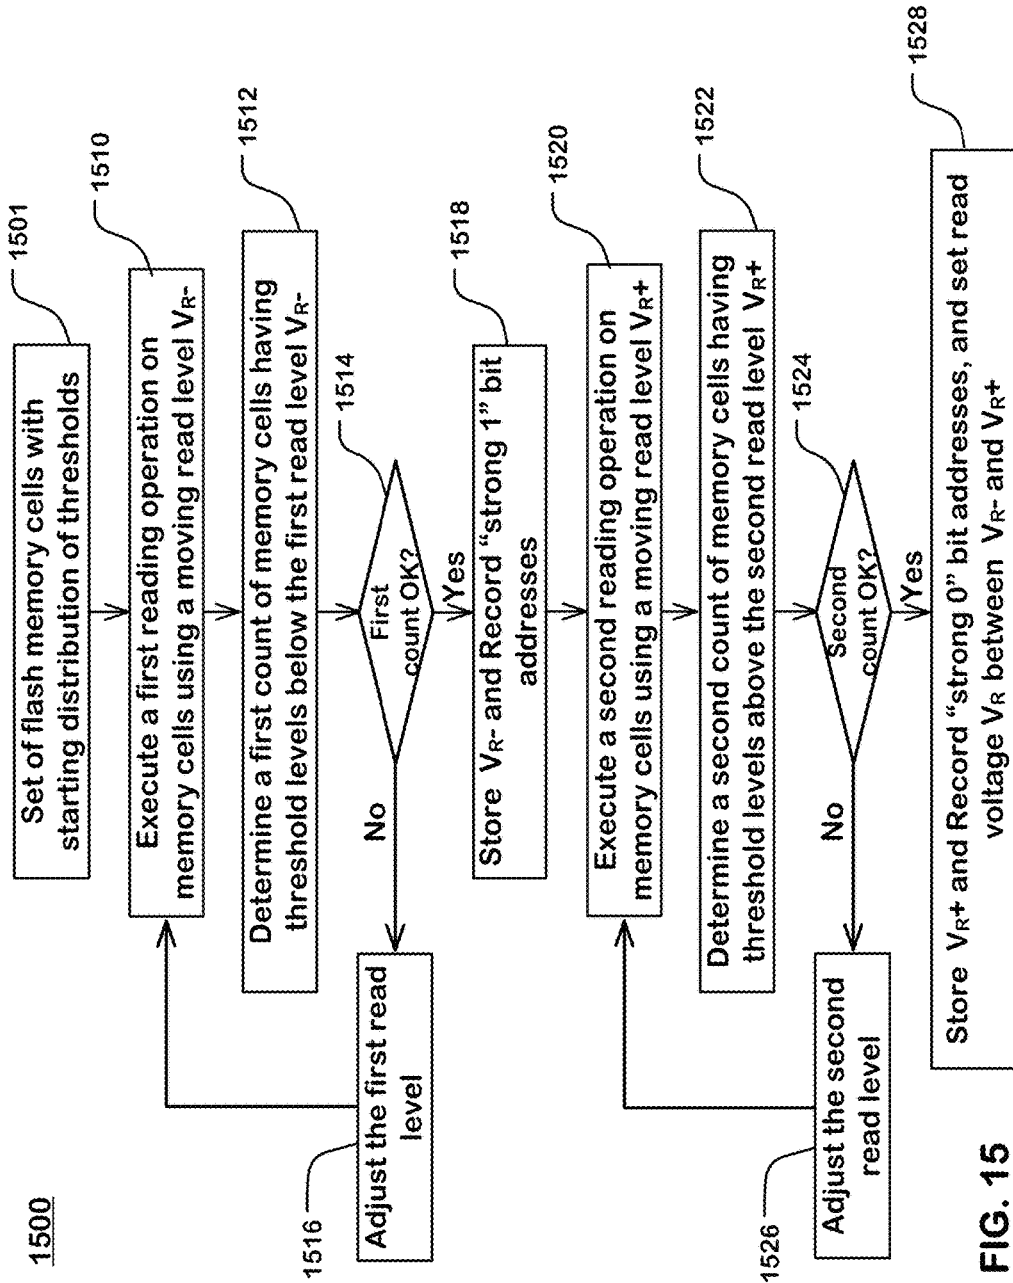 1500
Set of flash memory cells with
starting distribution of thresholds
1501
Execute a first reading operation on
memory cells using a moving read level VR-
1510
Determine a first count of memory cells having
threshold levels below the first read level VR-
1512
First
count OK?
1514
No
Yes
Adjust the first read
level
1516
Store VR- and Record “strong 1” bit
addresses
1518
Execute a second reading operation on
memory cells using a moving read level VR+
1520
Determine a second count of memory cells having
threshold levels above the second read level VR+
1522
Second
count OK?
1524
No
Yes
Adjust the second
read level
1526
Store VR+ and Record “strong 0” bit addresses, and set read
voltage VR between VR- and VR+
1528
FIG. 15